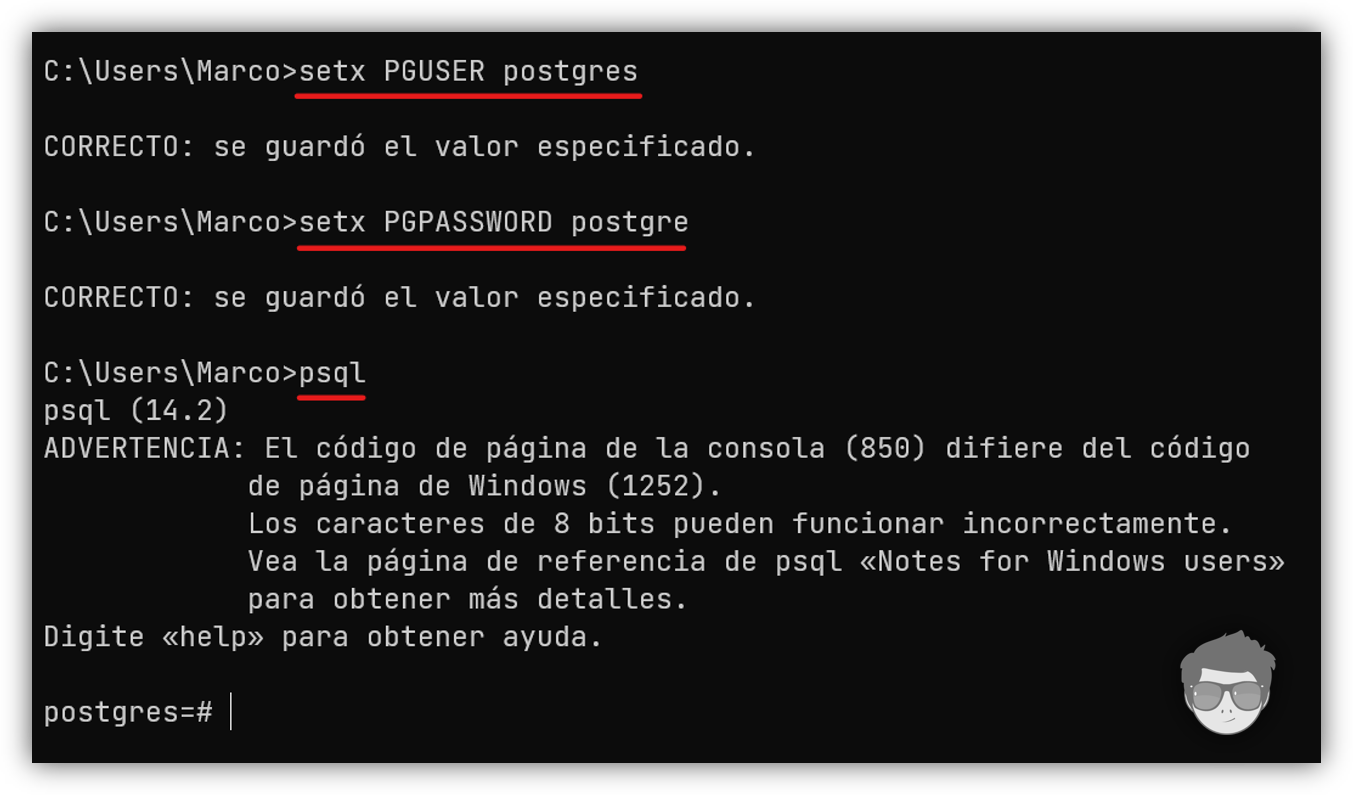 C:\Users\Marco>setx PGUSER postgres
CORRECTO: se guardó el valor especificado.
C:\Users\Marco>setx PGPASSWORD postgre
CORRECTO: se guardó el valor especificado.
C:\Users\Marco>psql
psql (14.2)
ADVERTENCIA: El código de página de la consola (850) difiere del código
de página de Windows (1252).
Los caracteres de 8 bits pueden funcionar incorrectamente.
Vea la página de referencia de psql «Notes for Windows users»
para obtener más detalles.
Digite «help» para obtener ayuda.
postgres=#